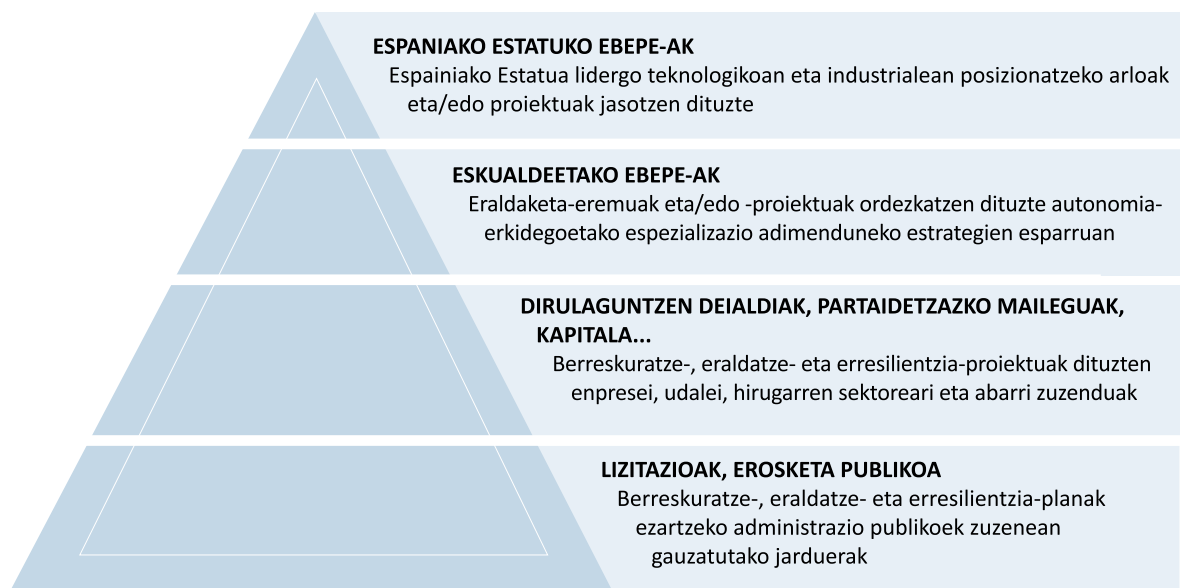 ESPANIAKO ESTATUKO EBEPE-AK
Espainiako Estatua lidergo teknologikoan eta industrialean posizionatzeko arloak
eta/edo proiektuak jasotzen dituzte
ESKUALDEETAKO EBEPE-AK
Eraldaketa-eremuak eta/edo -proiektuak ordezkatzen dituzte autonomia-
erkidegoetako espezializazio adimenduneko estrategien esparruan
DIRULAGUNTZEN DEIALDIAK, PARTAIDETZAZKO MAILEGUAK,
KAPITALA...
Berreskuratze-, eraldatze- eta erresilientzia-proiektuak dituzten
enpresei, udalei, hirugarren sektoreari eta abarri zuzenduak
LIZITAZIOAK, EROSKETA PUBLIKOA
Berreskuratze-, eraldatze- eta erresilientzia-planak
ezartzeko administrazio publikoek zuzenean
gauzatutako jarduerak